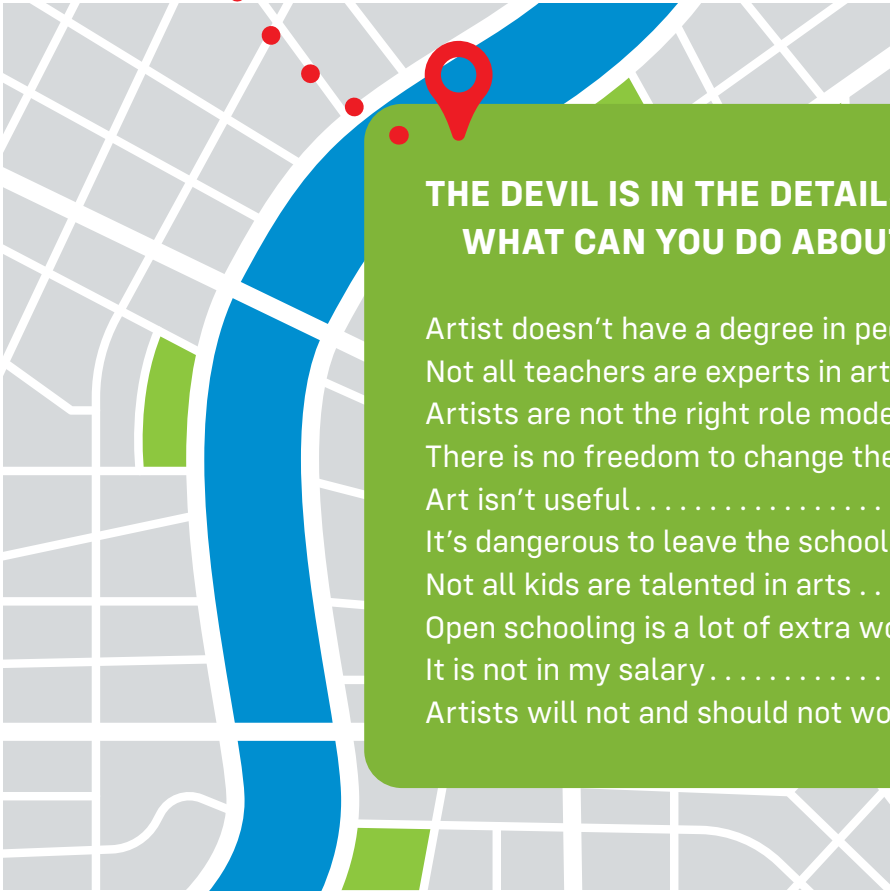 THE DEVIL IS IN THE DETAIL
WHAT CAN YOU DO ABOU
Artist doesn’t have a degree in pe
Not all teachers are experts in art
Artists are not the right role mode
There is no freedom to change the
Art isn’t useful..................
It’s dangerous to leave the school
Not all kids are talented in arts ..
Open schooling is a lot of extra wo
It is not in my salary.............
Artists will not and should not wo